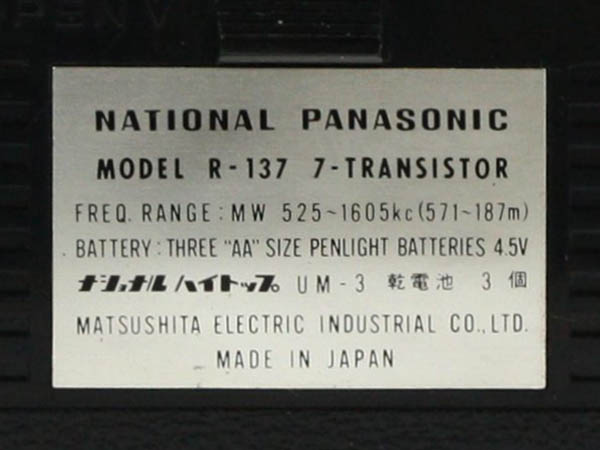 OPEN
NATIONAL PANASONIC
MODEL R-137 7-TRANSISTOR
FREQ. RANGE : MW 525~1605kc (571~187m)
BATTERY : THREE "AA" SIZE PENLIGHT BATTERIES 4.5V
ナショナル ハイトップ UM-3 乾電池 3個
MATSUSHITA ELECTRIC INDUSTRIAL CO.,LTD.
MADE IN JAPAN